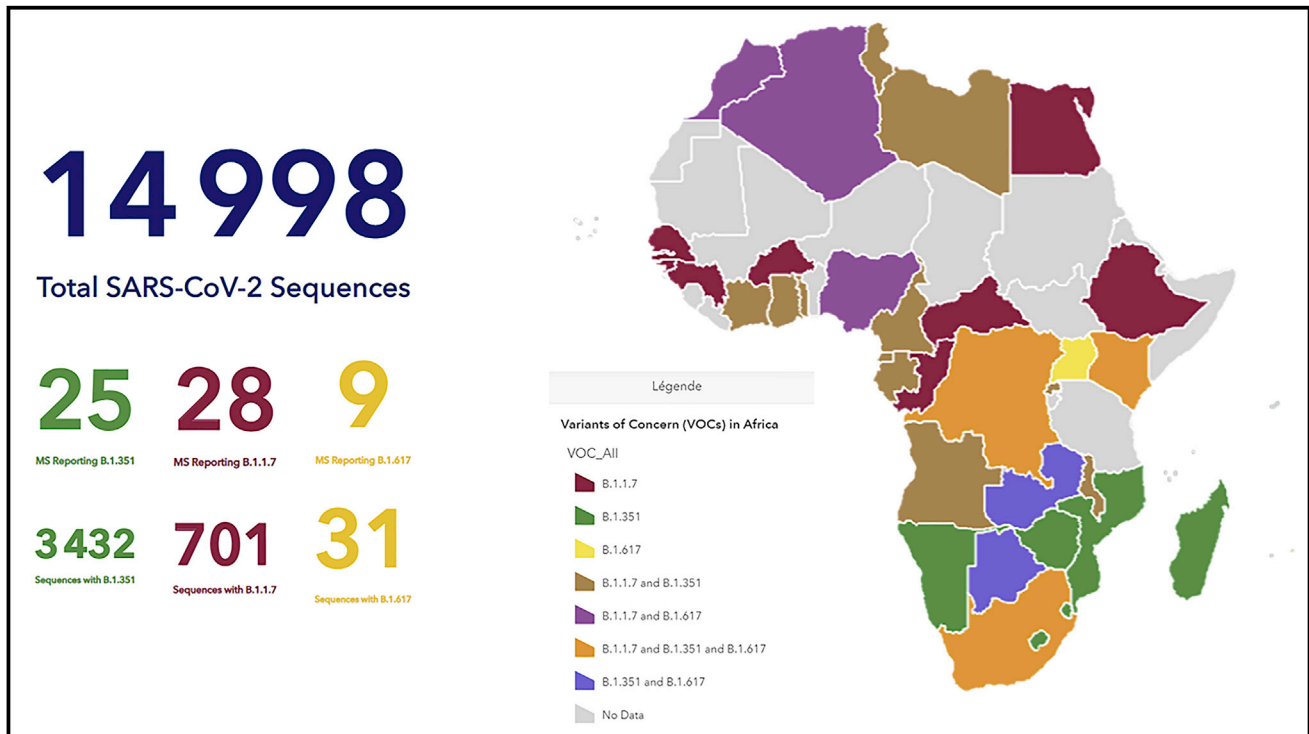 14 998
Total SARS-CoV-2 Sequences
25
28
9
MS Reporting B.1.351
MS Reporting B.1.1.7
MS Reporting B.1.617
3 432
701
31
Sequences with B.1.351
Sequences with B.1.1.7
Sequences with B.1.617
Légende
Variants of Concern (VOCs) in Africa
VOC_All
B.1.1.7
B.1.351
B.1.617
B.1.1.7 and B.1.351
B.1.1.7 and B.1.617
B.1.1.7 and B.1.351 and B.1.617
B.1.351 and B.1.617
No Data